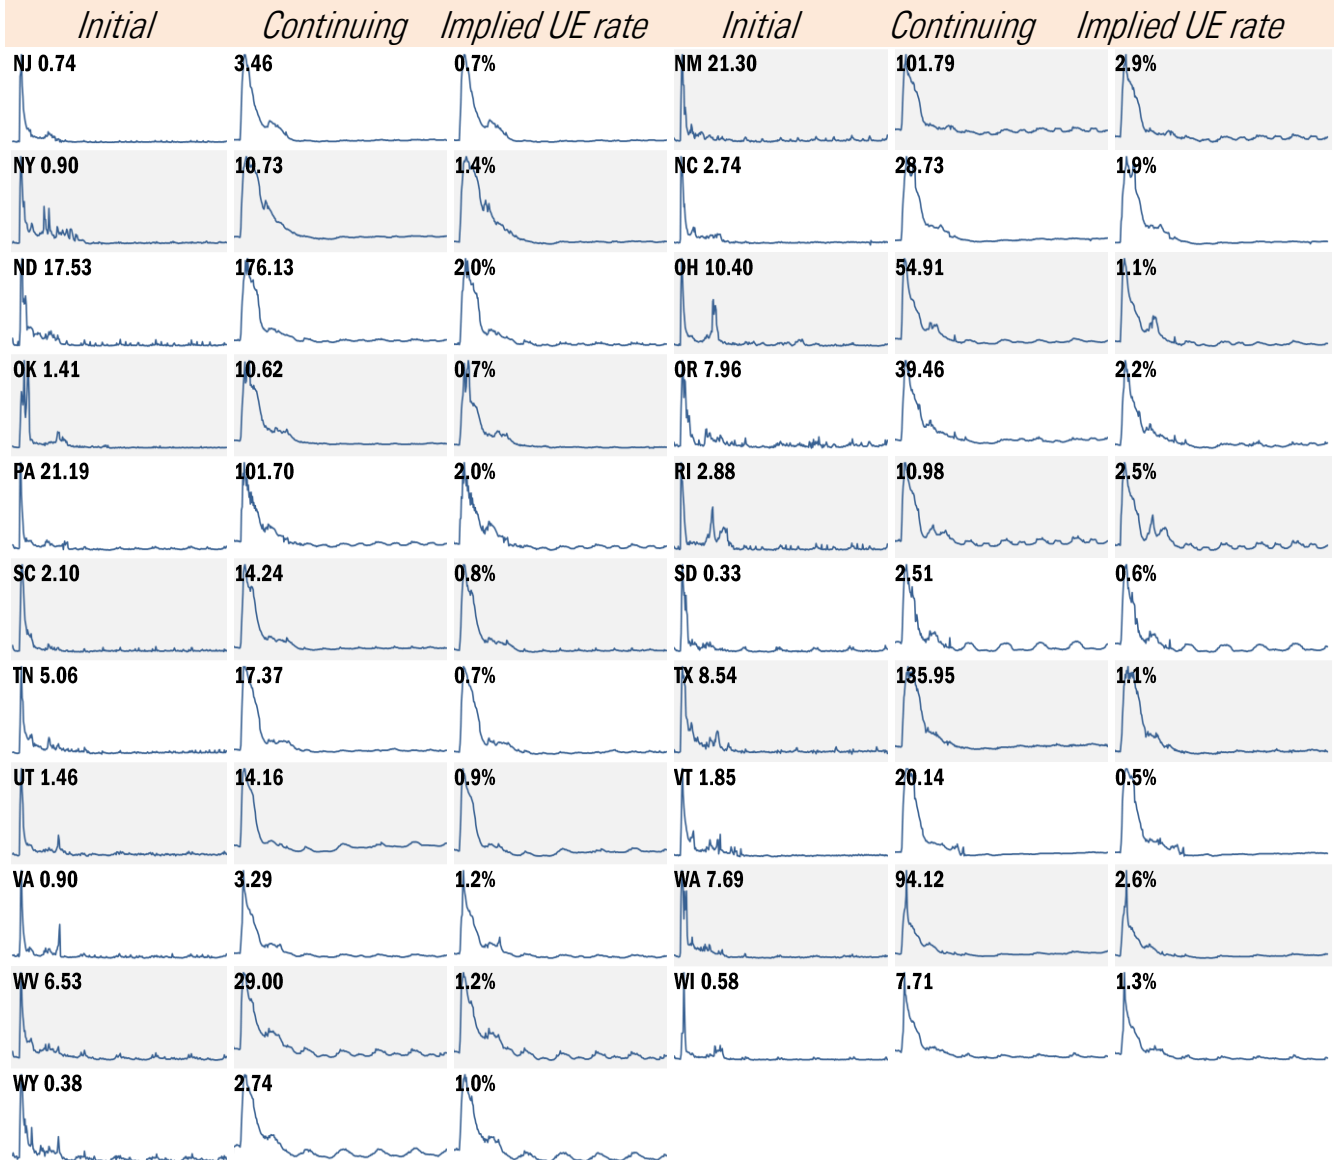 Initial Continuing Implied UE rate Initial Continuing Implied UE rate
NJ 0.74 3.46 0.7% NM 21.30 101.79 2.9%
NY 0.90 10.73 1.4% NC 2.74 28.73 1.9%
ND 17.53 176.13 2.0% OH 10.40 54.91 1.1%
OK 1.41 10.62 0.7% OR 7.96 39.46 2.2%
PA 21.19 101.70 2.0% RI 2.88 10.98 2.5%
SC 2.10 14.24 0.8% SD 0.33 2.51 0.6%
TN 5.06 17.37 0.7% TX 8.54 135.95 1.1%
UT 1.46 14.16 0.9% VT 1.85 20.14 0.5%
VA 0.90 3.29 1.2% WA 7.69 94.12 2.6%
WV 6.53 29.00 1.2% WI 0.58 7.71 1.3%
WY 0.38 2.74 1.0%